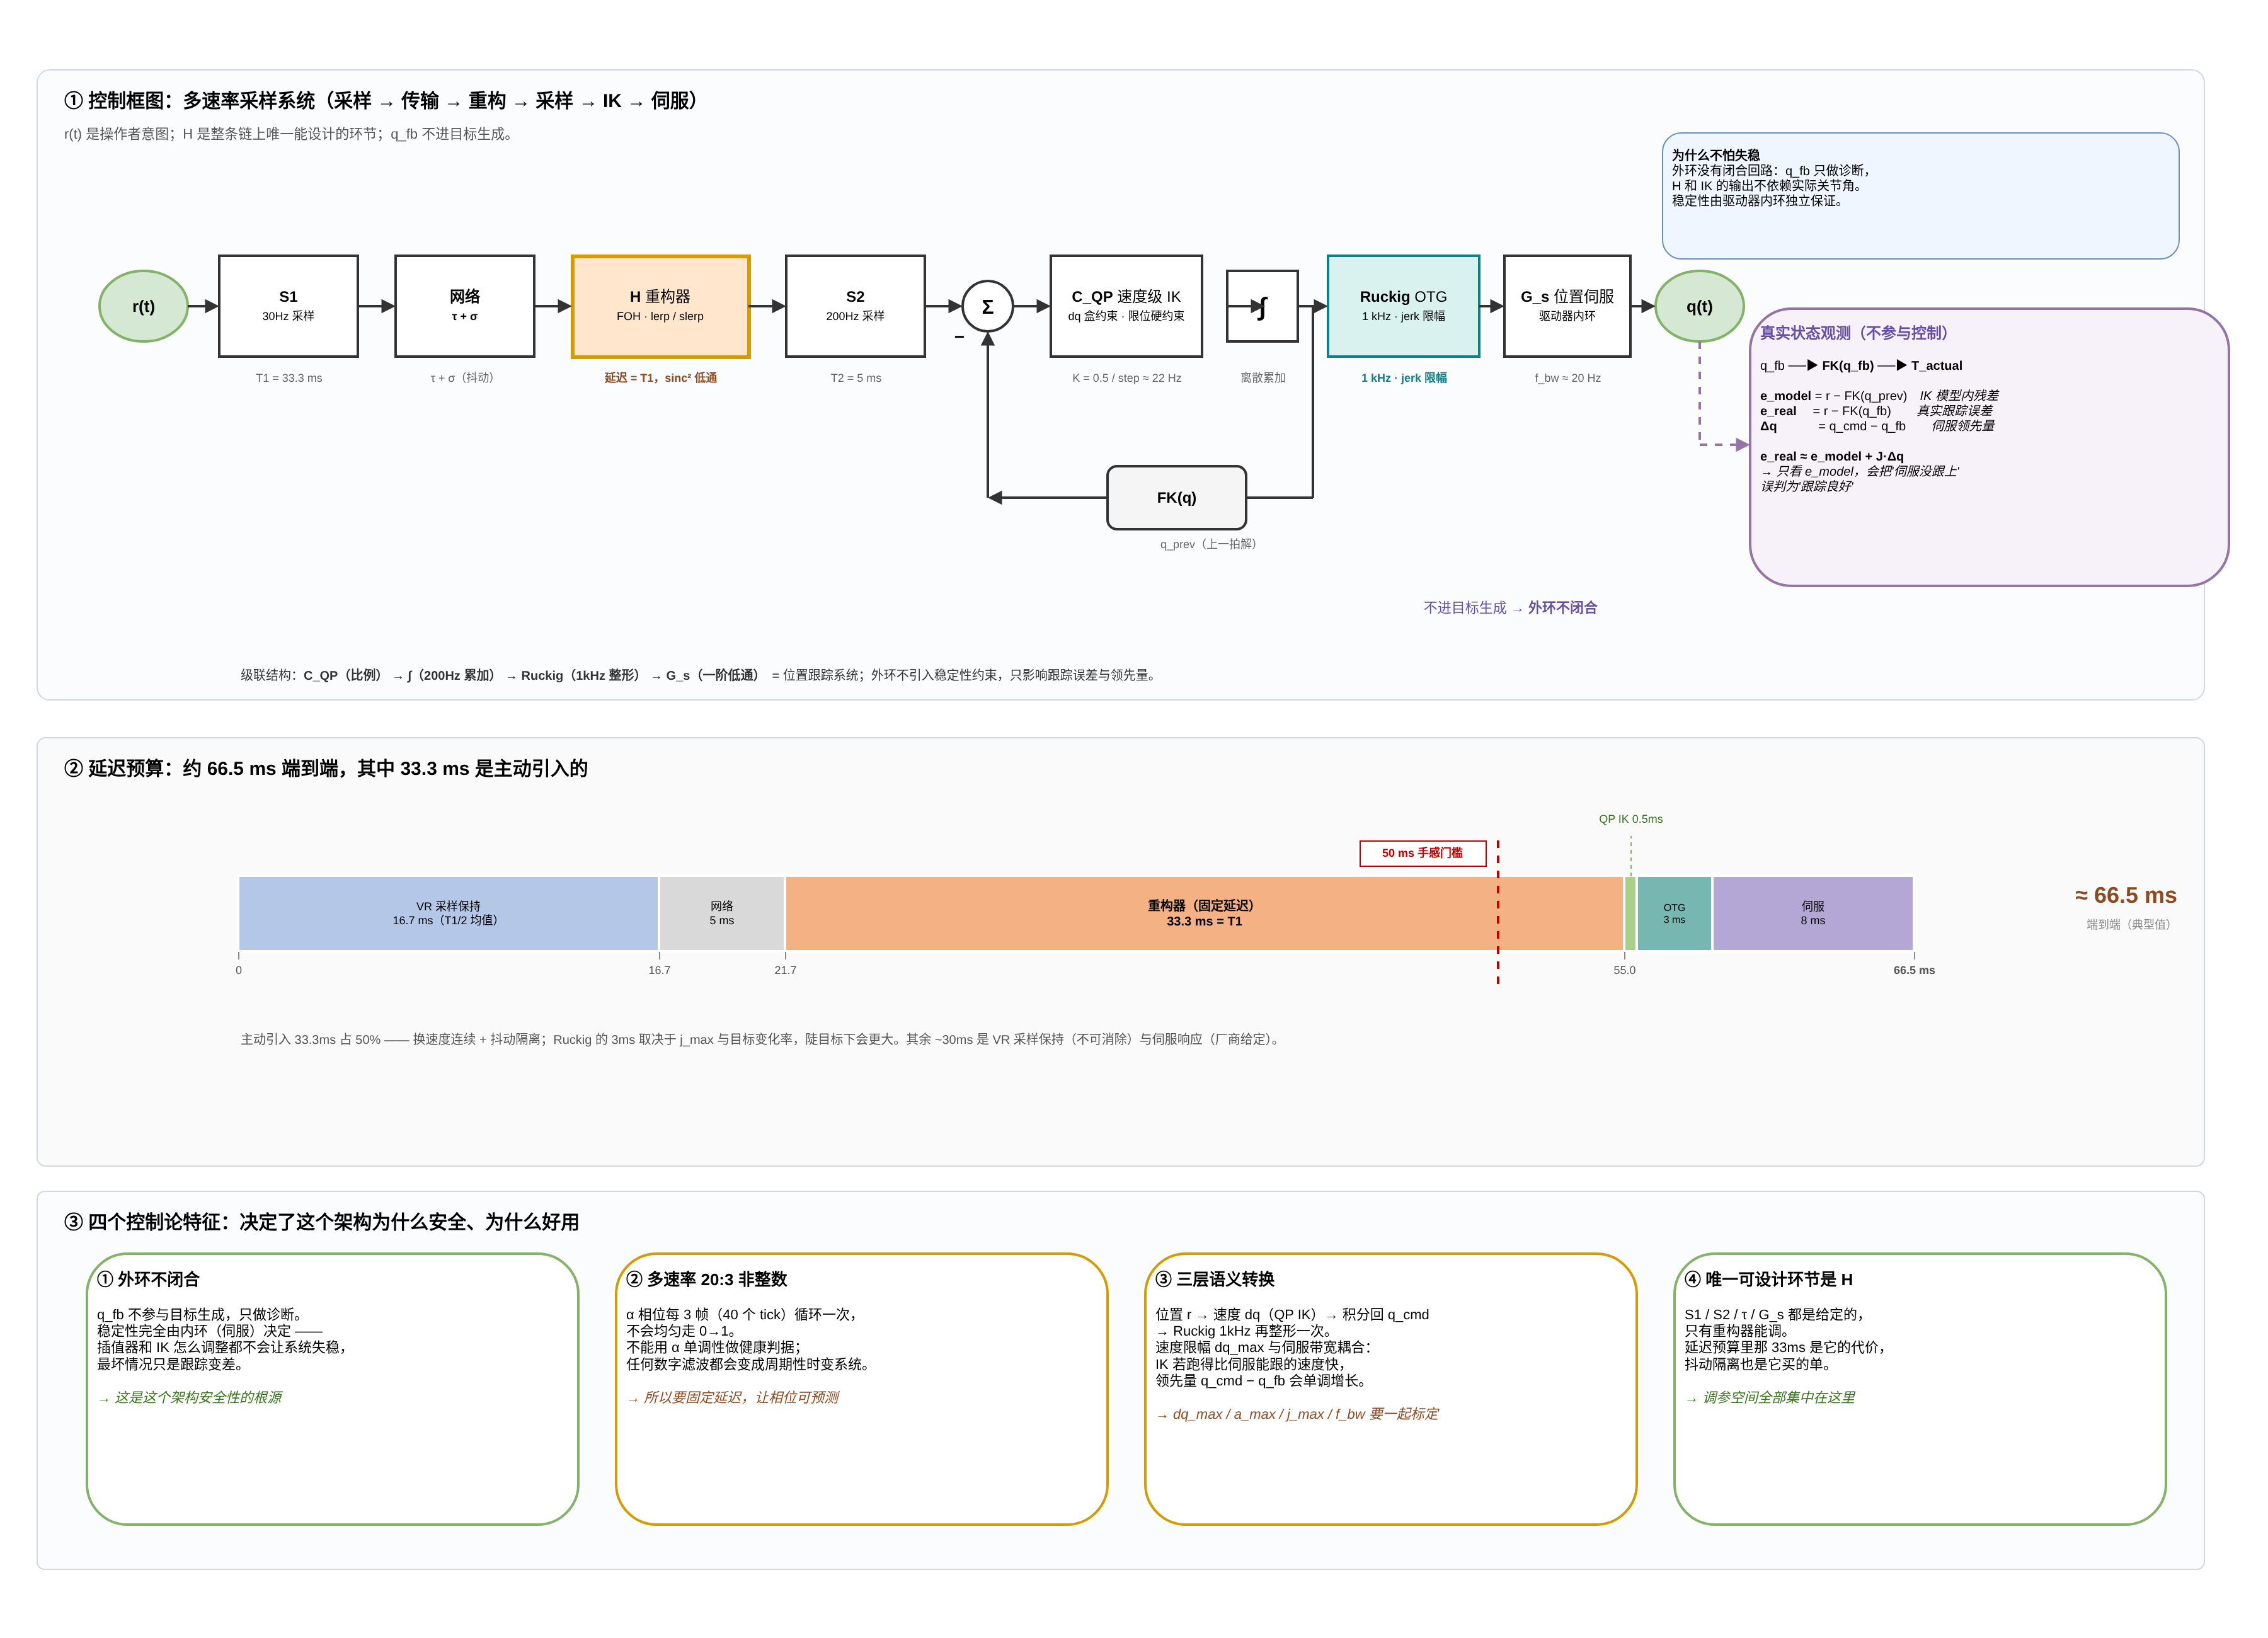 ① 控制框图：多速率采样系统（采样 → 传输 → 重构 → 采样 → IK → 伺服）
r(t) 是操作者意图；H 是整条链上唯一能设计的环节；q_fb 不进目标生成。
为什么不怕失稳
外环没有闭合回路：q_fb 只做诊断，
H 和 IK 的输出不依赖实际关节角。
稳定性由驱动器内环独立保证。
r(t)
S1
30Hz 采样
T1 = 33.3 ms
网络
τ + σ
τ + σ（抖动）
H 重构器
FOH · lerp / slerp
延迟 = T1，sinc² 低通
S2
200Hz 采样
T2 = 5 ms
Σ
−
C_QP 速度级 IK
dq 盒约束 · 限位硬约束
K = 0.5 / step ≈ 22 Hz
∫
离散累加
Ruckig OTG
1 kHz · jerk 限幅
1 kHz · jerk 限幅
G_s 位置伺服
驱动器内环
f_bw ≈ 20 Hz
q(t)
真实状态观测（不参与控制）
q_fb ──▶ FK(q_fb) ──▶ T_actual
e_model = r − FK(q_prev) IK 模型内残差
e_real = r − FK(q_fb) 真实跟踪误差
Δq = q_cmd − q_fb 伺服领先量
e_real ≈ e_model + J·Δq
→ 只看 e_model，会把'伺服没跟上'
误判为'跟踪良好'
FK(q)
q_prev（上一拍解）
不进目标生成 → 外环不闭合
级联结构：C_QP（比例） → ∫（200Hz 累加） → Ruckig（1kHz 整形） → G_s（一阶低通） = 位置跟踪系统；外环不引入稳定性约束，只影响跟踪误差与领先量。
② 延迟预算：约 66.5 ms 端到端，其中 33.3 ms 是主动引入的
QP IK 0.5ms
50 ms 手感门槛
VR 采样保持
16.7 ms（T1/2 均值）
网络
5 ms
重构器（固定延迟）
33.3 ms = T1
OTG
3 ms
伺服
8 ms
≈ 66.5 ms
端到端（典型值）
0
16.7
21.7
55.0
66.5 ms
主动引入 33.3ms 占 50% —— 换速度连续 + 抖动隔离；Ruckig 的 3ms 取决于 j_max 与目标变化率，陡目标下会更大。其余 ~30ms 是 VR 采样保持（不可消除）与伺服响应（厂商给定）。
③ 四个控制论特征：决定了这个架构为什么安全、为什么好用
① 外环不闭合
q_fb 不参与目标生成，只做诊断。
稳定性完全由内环（伺服）决定 ——
插值器和 IK 怎么调整都不会让系统失稳，
最坏情况只是跟踪变差。
→ 这是这个架构安全性的根源
② 多速率 20:3 非整数
α 相位每 3 帧（40 个 tick）循环一次，
不会均匀走 0→1。
不能用 α 单调性做健康判据；
任何数字滤波都会变成周期性时变系统。
→ 所以要固定延迟，让相位可预测
③ 三层语义转换
位置 r → 速度 dq（QP IK）→ 积分回 q_cmd
→ Ruckig 1kHz 再整形一次。
速度限幅 dq_max 与伺服带宽耦合：
IK 若跑得比伺服能跟的速度快，
领先量 q_cmd − q_fb 会单调增长。
→ dq_max / a_max / j_max / f_bw 要一起标定
④ 唯一可设计环节是 H
S1 / S2 / τ / G_s 都是给定的，
只有重构器能调。
延迟预算里那 33ms 是它的代价，
抖动隔离也是它买的单。
→ 调参空间全部集中在这里